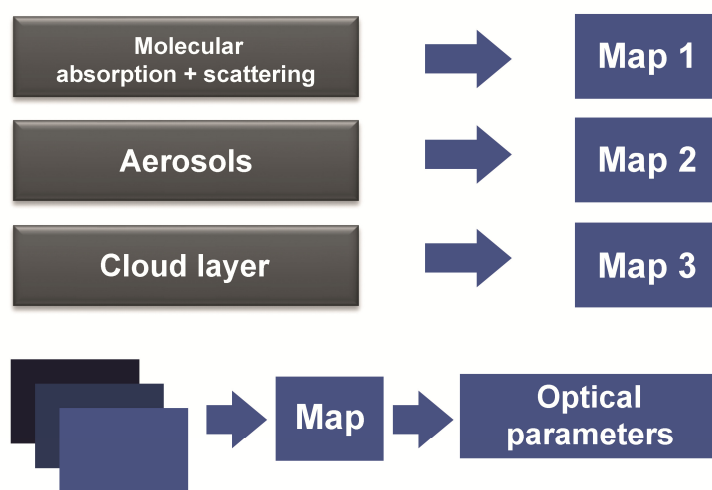 Molecular
absorption + scattering
Map 1
Aerosols
Map 2
Cloud layer
Map 3
Map
Optical
parameters